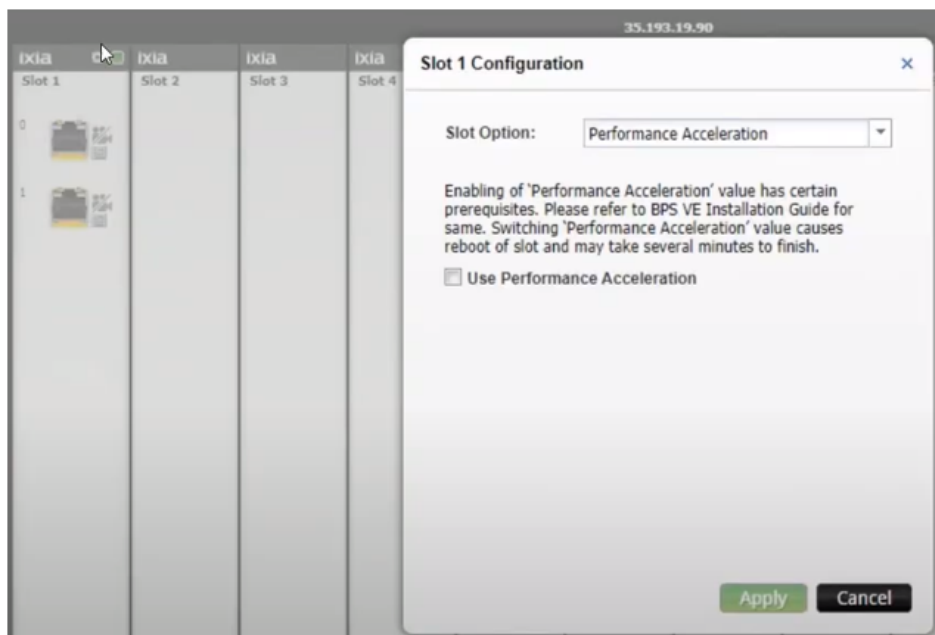 35.193.19.90
ixia ixia ixia ixia
Slot 1 Slot 2 Slot 3 Slot 4
0
1
Slot 1 Configuration
×
Slot Option: Performance Acceleration
Enabling of 'Performance Acceleration' value has certain
prerequisites. Please refer to BPS VE Installation Guide for
same. Switching 'Performance Acceleration' value causes
reboot of slot and may take several minutes to finish.
Use Performance Acceleration
Apply Cancel